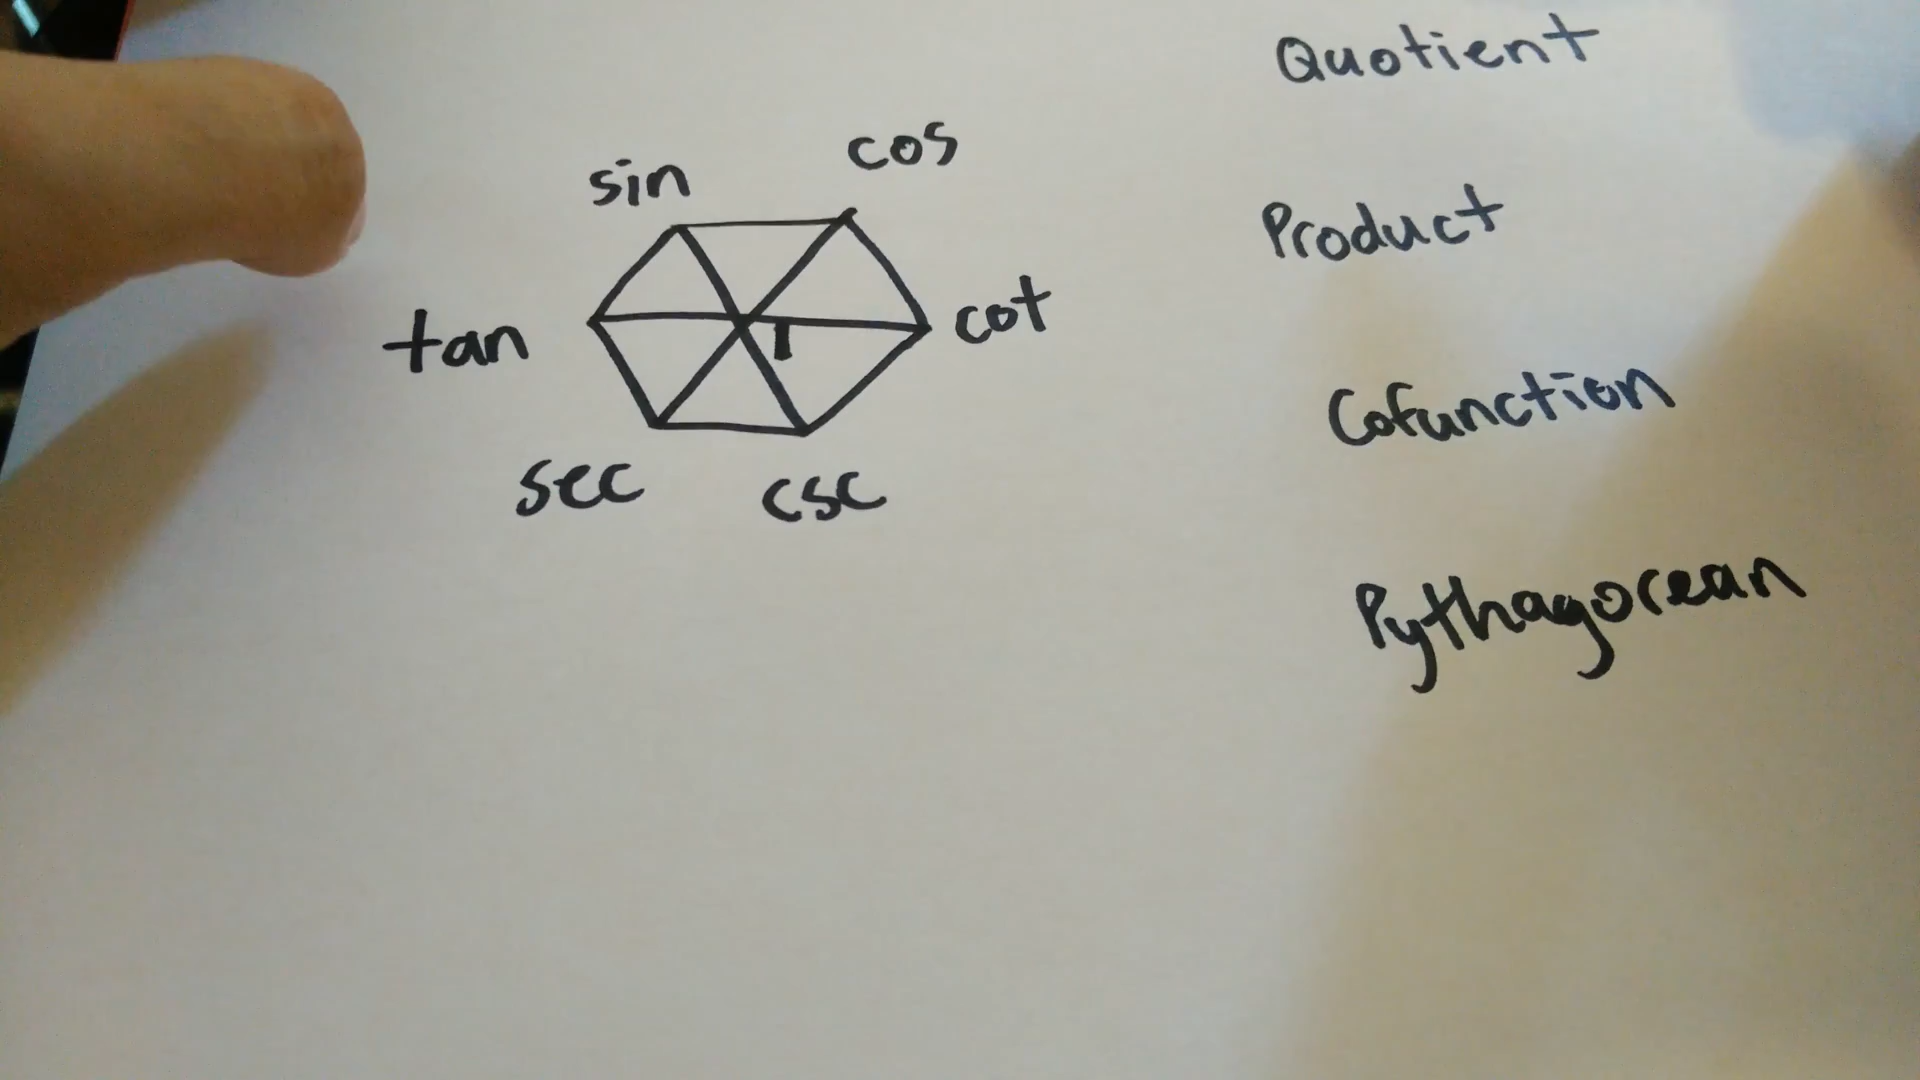 sin
cos
tan
1
cot
sec
csc
Quotient
Product
Cofunction
Pythagorean